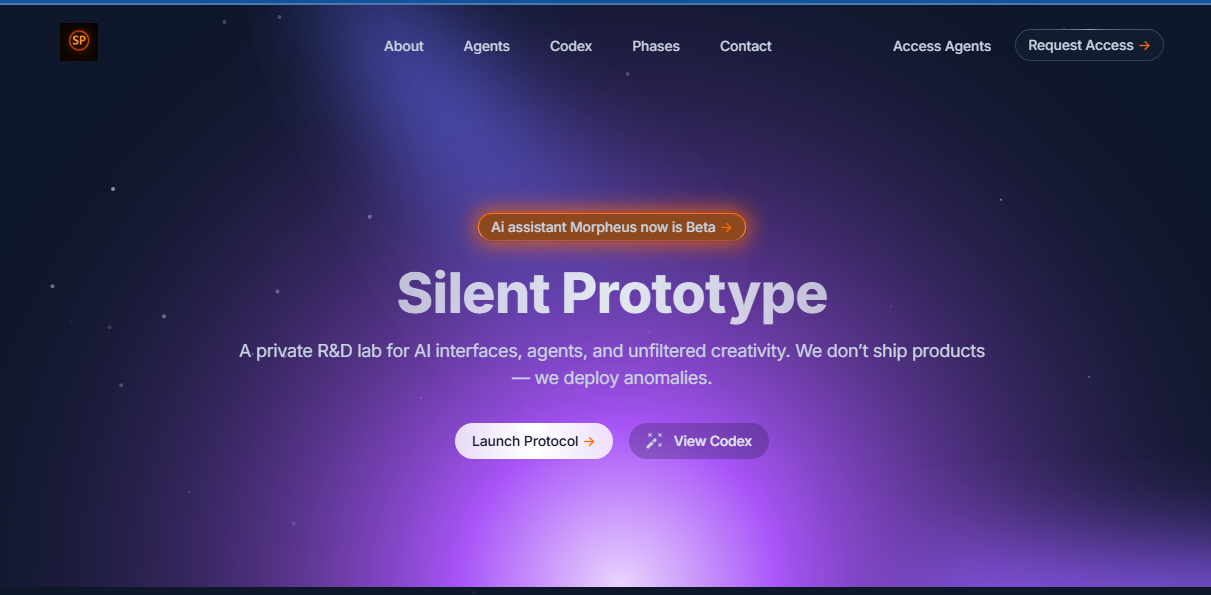 SP
About
Agents
Codex
Phases
Contact
Access Agents
Request Access →
Ai assistant Morpheus now is Beta →
Silent Prototype
A private R&D lab for AI interfaces, agents, and unfiltered creativity. We don’t ship products
— we deploy anomalies.
Launch Protocol →
View Codex